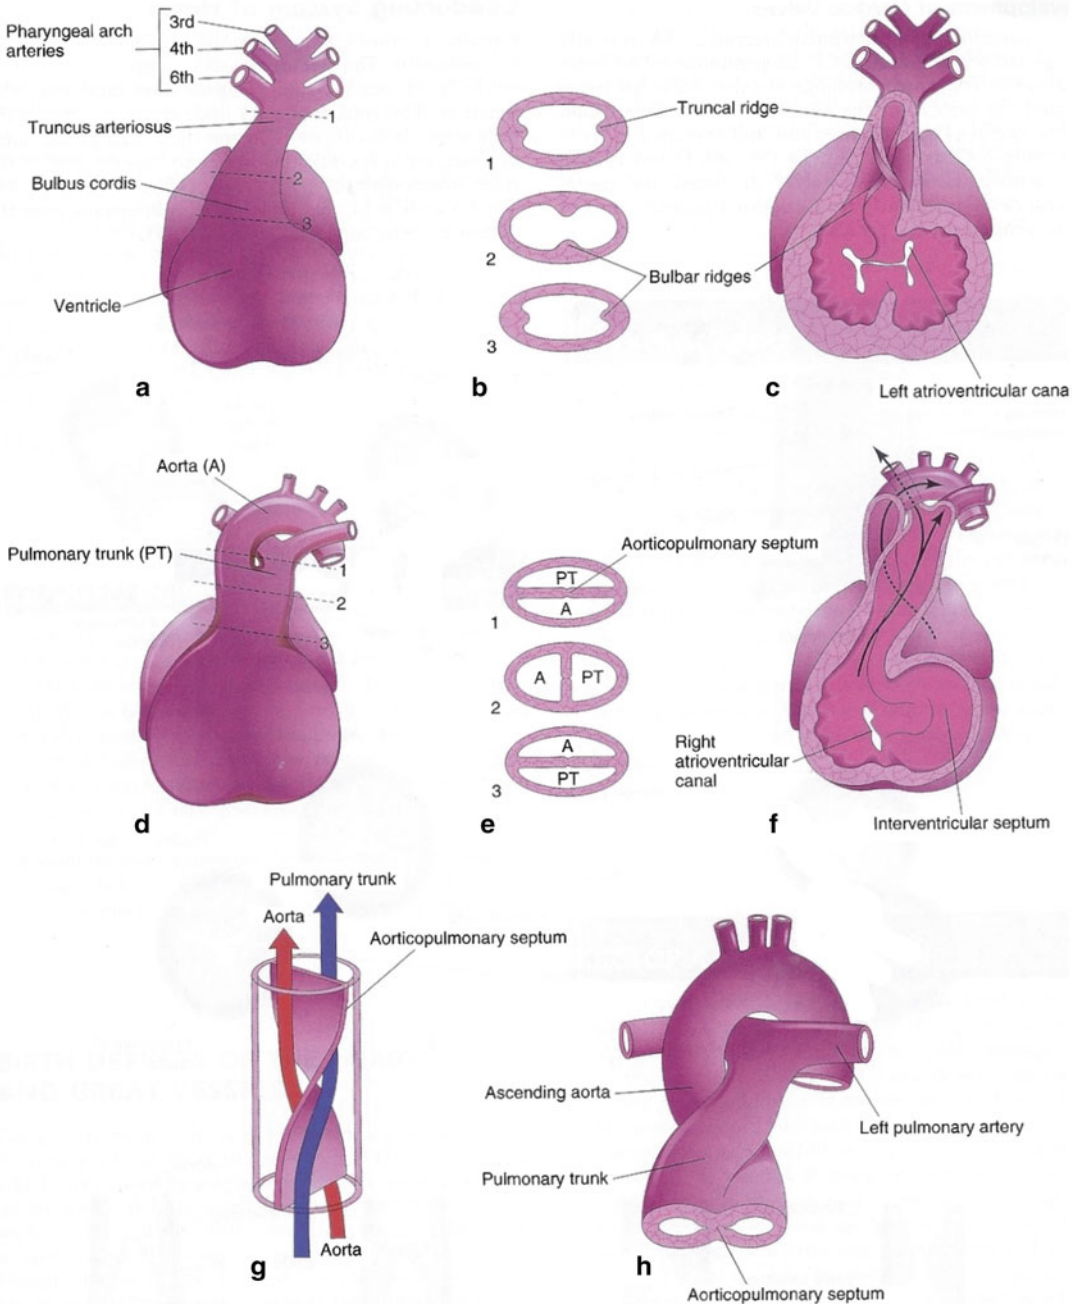 Pharyngeal arch
arteries
3rd
4th
6th
Truncus arteriosus
1
Bulbus cordis
2
3
Ventricle
a
1
2
3
Truncal ridge
Bulbar ridges
b
Left atrioventricular cana
c
Aorta (A)
Pulmonary trunk (PT)
1
2
3
d
Aorticopulmonary septum
PT
A
1
A PT
2
A
PT
3
e
Right
atrioventricular
canal
Interventricular septum
f
Pulmonary trunk
Aorta
Aorticopulmonary septum
Aorta
g
Ascending aorta
Left pulmonary artery
Pulmonary trunk
h
Aorticopulmonary septum